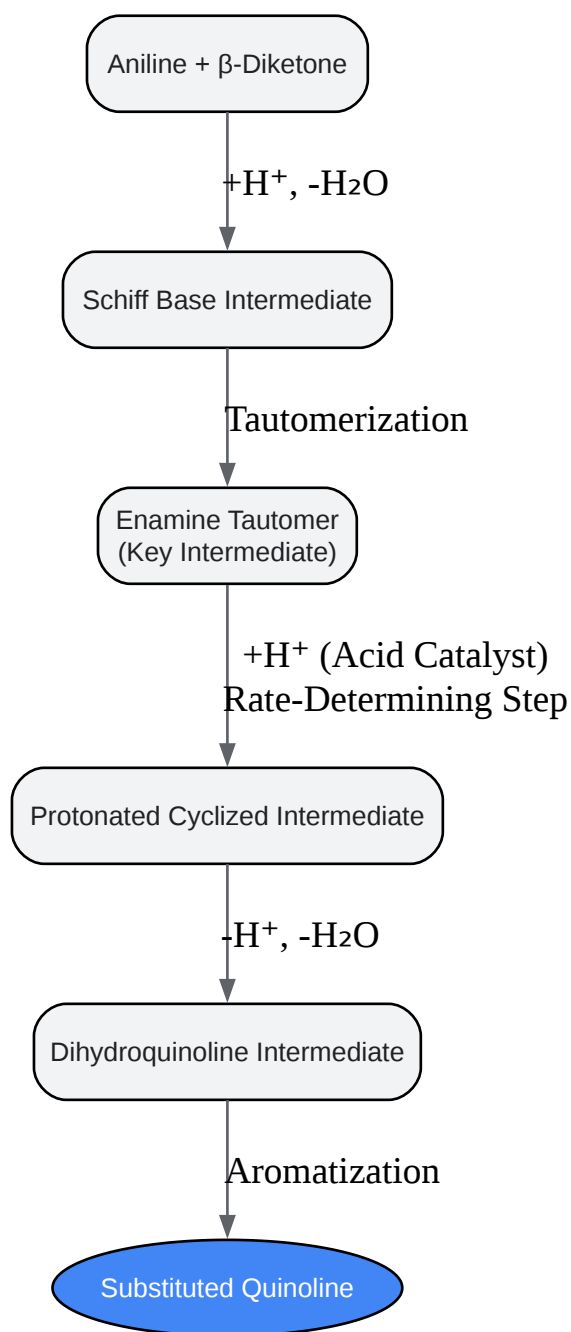 Aniline + β-Diketone
+H⁺, -H₂O
Schiff Base Intermediate
Tautomerization
Enamine Tautomer
(Key Intermediate)
+H⁺ (Acid Catalyst)
Rate-Determining Step
Protonated Cyclized Intermediate
-H⁺, -H₂O
Dihydroquinoline Intermediate
Aromatization
Substituted Quinoline